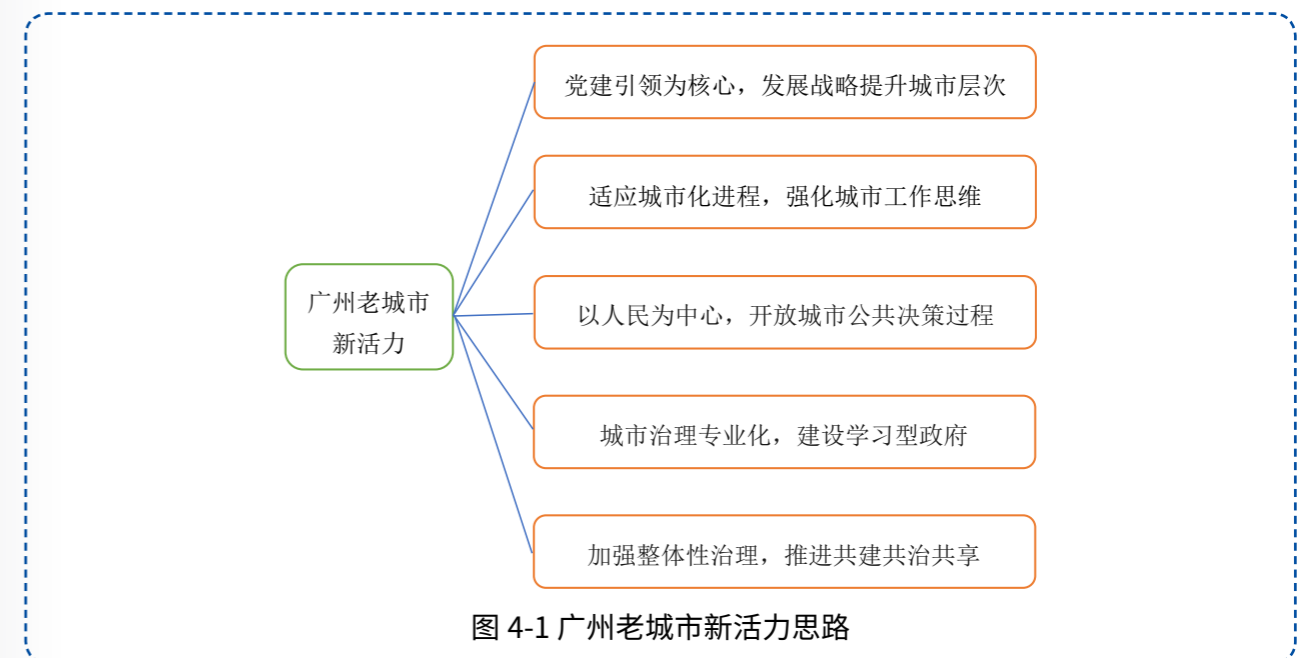 党建引领为核心，发展战略提升城市层次
适应城市化进程，强化城市工作思维
广州老城市
新活力
以人民为中心，开放城市公共决策过程
城市治理专业化，建设学习型政府
加强整体性治理，推进共建共治共享
图 4-1 广州老城市新活力思路